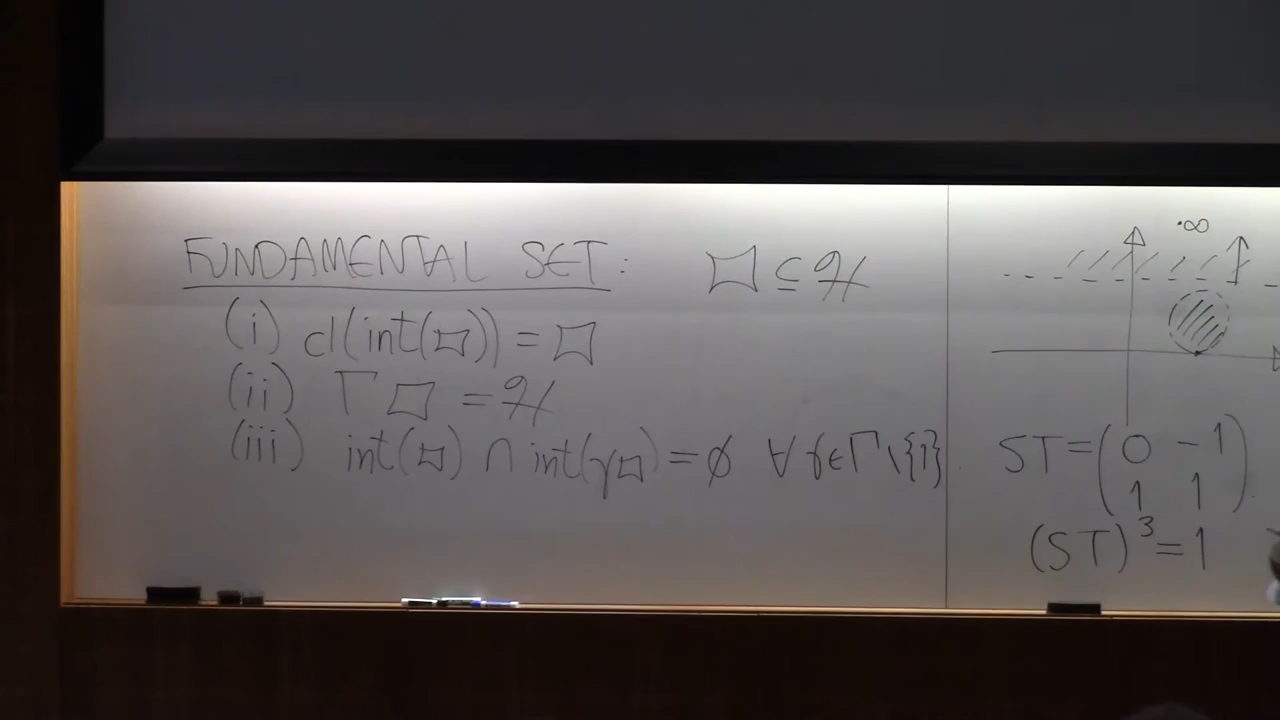 FUNDAMENTAL SET: □ ⊆ ℋ
(i) cl(int(□)) = □
(ii) Γ □ = ℋ
(iii) int(□) ∩ int(γ□) = ∅ ∀ γ∈Γ\{1}.
·∞
ST = (0 -1
1 1).
(ST)³ = 1